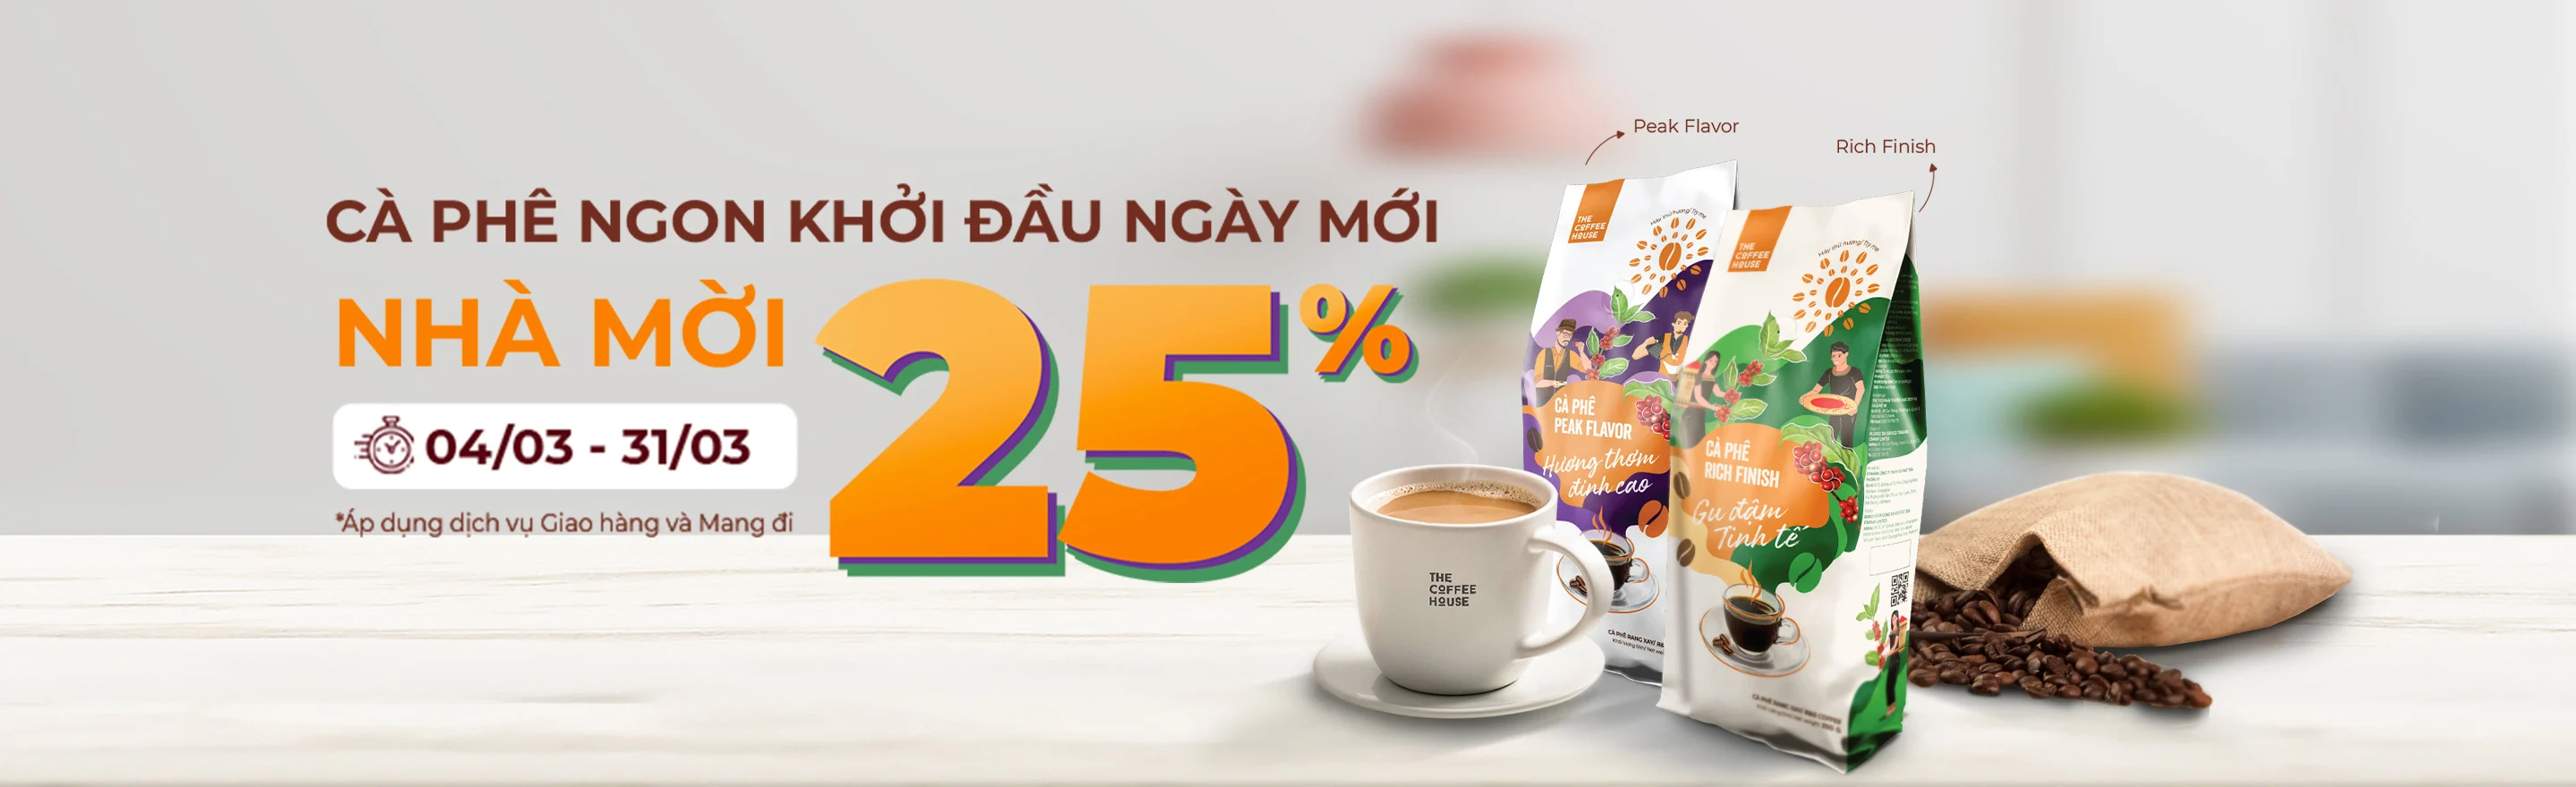 Peak Flavor
Rich Finish
CÀ PHÊ NGON KHỞI ĐẦU NGÀY MỚI
NHÀ MỜI 25%
04/03 - 31/03
*Áp dụng dịch vụ Giao hàng và Mang đi
THE
COFFEE
HOUSE
CÀ PHÊ
PEAK FLAVOR
Hương thơm
đỉnh cao
THE
COFFEE
HOUSE
CÀ PHÊ
RICH FINISH
Gu đậm
Tinh tế
THE
COFFEE
HOUSE